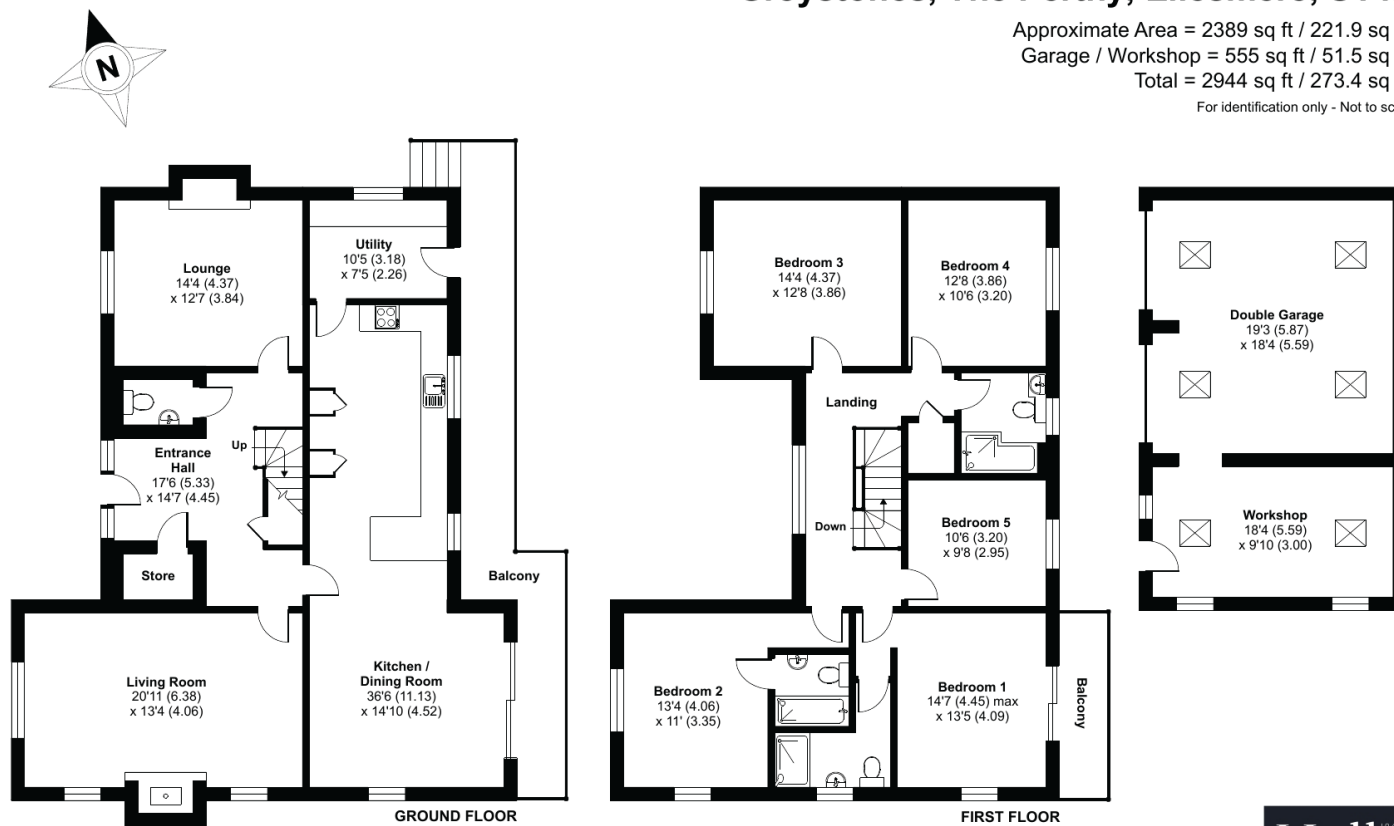 Approximate Area = 2389 sq ft / 221.9 sq
Garage / Workshop = 555 sq ft / 51.5 sq
Total = 2944 sq ft / 273.4 sq
For identification only - Not to sc
N
Lounge
14'4 (4.37)
x 12'7 (3.84)
Utility
10'5 (3.18)
x 7'5 (2.26)
Up
Entrance
Hall
17'6 (5.33)
x 14'7 (4.45)
Store
Balcony
Living Room
20'11 (6.38)
x 13'4 (4.06)
Kitchen /
Dining Room
36'6 (11.13)
x 14'10 (4.52)
GROUND FLOOR
Bedroom 3
14'4 (4.37)
x 12'8 (3.86)
Bedroom 4
12'8 (3.86)
x 10'6 (3.20)
Landing
Down
Bedroom 5
10'6 (3.20)
x 9'8 (2.95)
Bedroom 2
13'4 (4.06)
x 11' (3.35)
Bedroom 1
14'7 (4.45) max
x 13'5 (4.09)
Balcony
FIRST FLOOR
Double Garage
19'3 (5.87)
x 18'4 (5.59)
Workshop
18'4 (5.59)
x 9'10 (3.00)